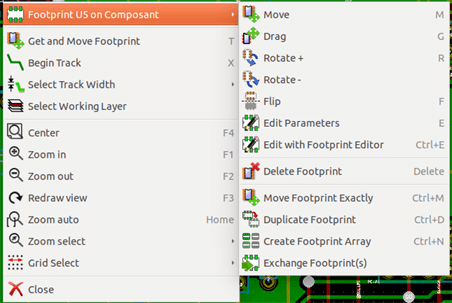 Footprint US on Composant
Get and Move Footprint T
Begin Track X
Select Track Width
Select Working Layer
Center F4
Zoom in F1
Zoom out F2
Redraw view F3
Zoom auto Home
Zoom select
Grid Select
Close
Move M
Drag G
Rotate + R
Rotate -
Flip F
Edit Parameters E
Edit with Footprint Editor Ctrl+E
Delete Footprint Delete
Move Footprint Exactly Ctrl+M
Duplicate Footprint Ctrl+D
Create Footprint Array Ctrl+N
Exchange Footprint(s)